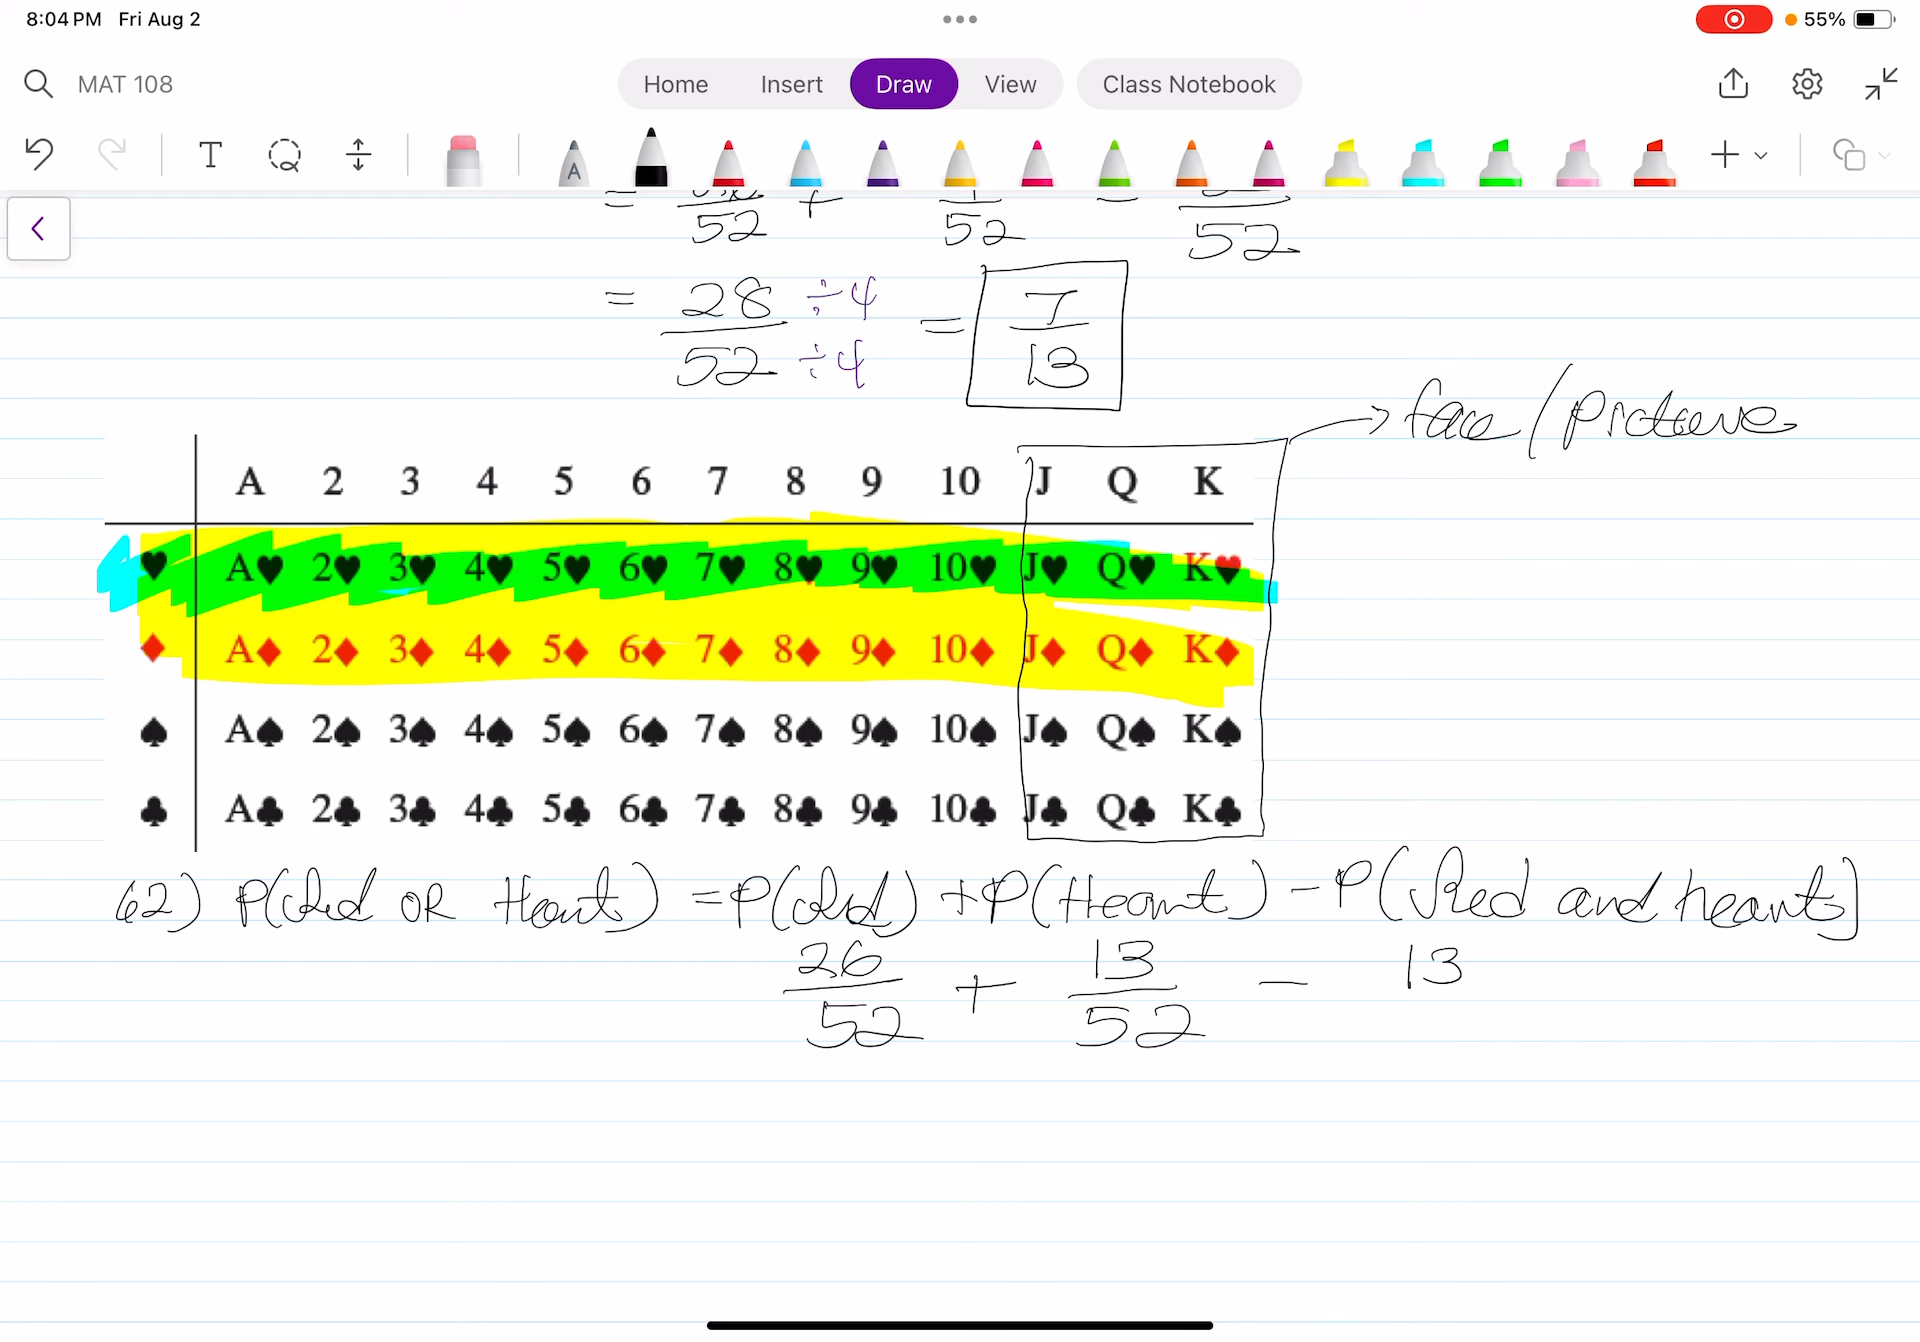 8:04 PM Fri Aug 2 55%
MAT 108 Home Insert Draw View Class Notebook
T A
= 52 + 52 = 52
= 28 ÷4 = 7
52 ÷4 13
→ face / picture
A 2 3 4 5 6 7 8 9 10 J Q K
♥ A♥ 2♥ 3♥ 4♥ 5♥ 6♥ 7♥ 8♥ 9♥ 10♥ J♥ Q♥ K♥
♦ A♦ 2♦ 3♦ 4♦ 5♦ 6♦ 7♦ 8♦ 9♦ 10♦ J♦ Q♦ K♦
♠ A♠ 2♠ 3♠ 4♠ 5♠ 6♠ 7♠ 8♠ 9♠ 10♠ J♠ Q♠ K♠
♣ A♣ 2♣ 3♣ 4♣ 5♣ 6♣ 7♣ 8♣ 9♣ 10♣ J♣ Q♣ K♣
62) P(Red OR Heart) = P(Red) + P(Heart) - P(Red and hearts)
26 + 13 - 13
52 52